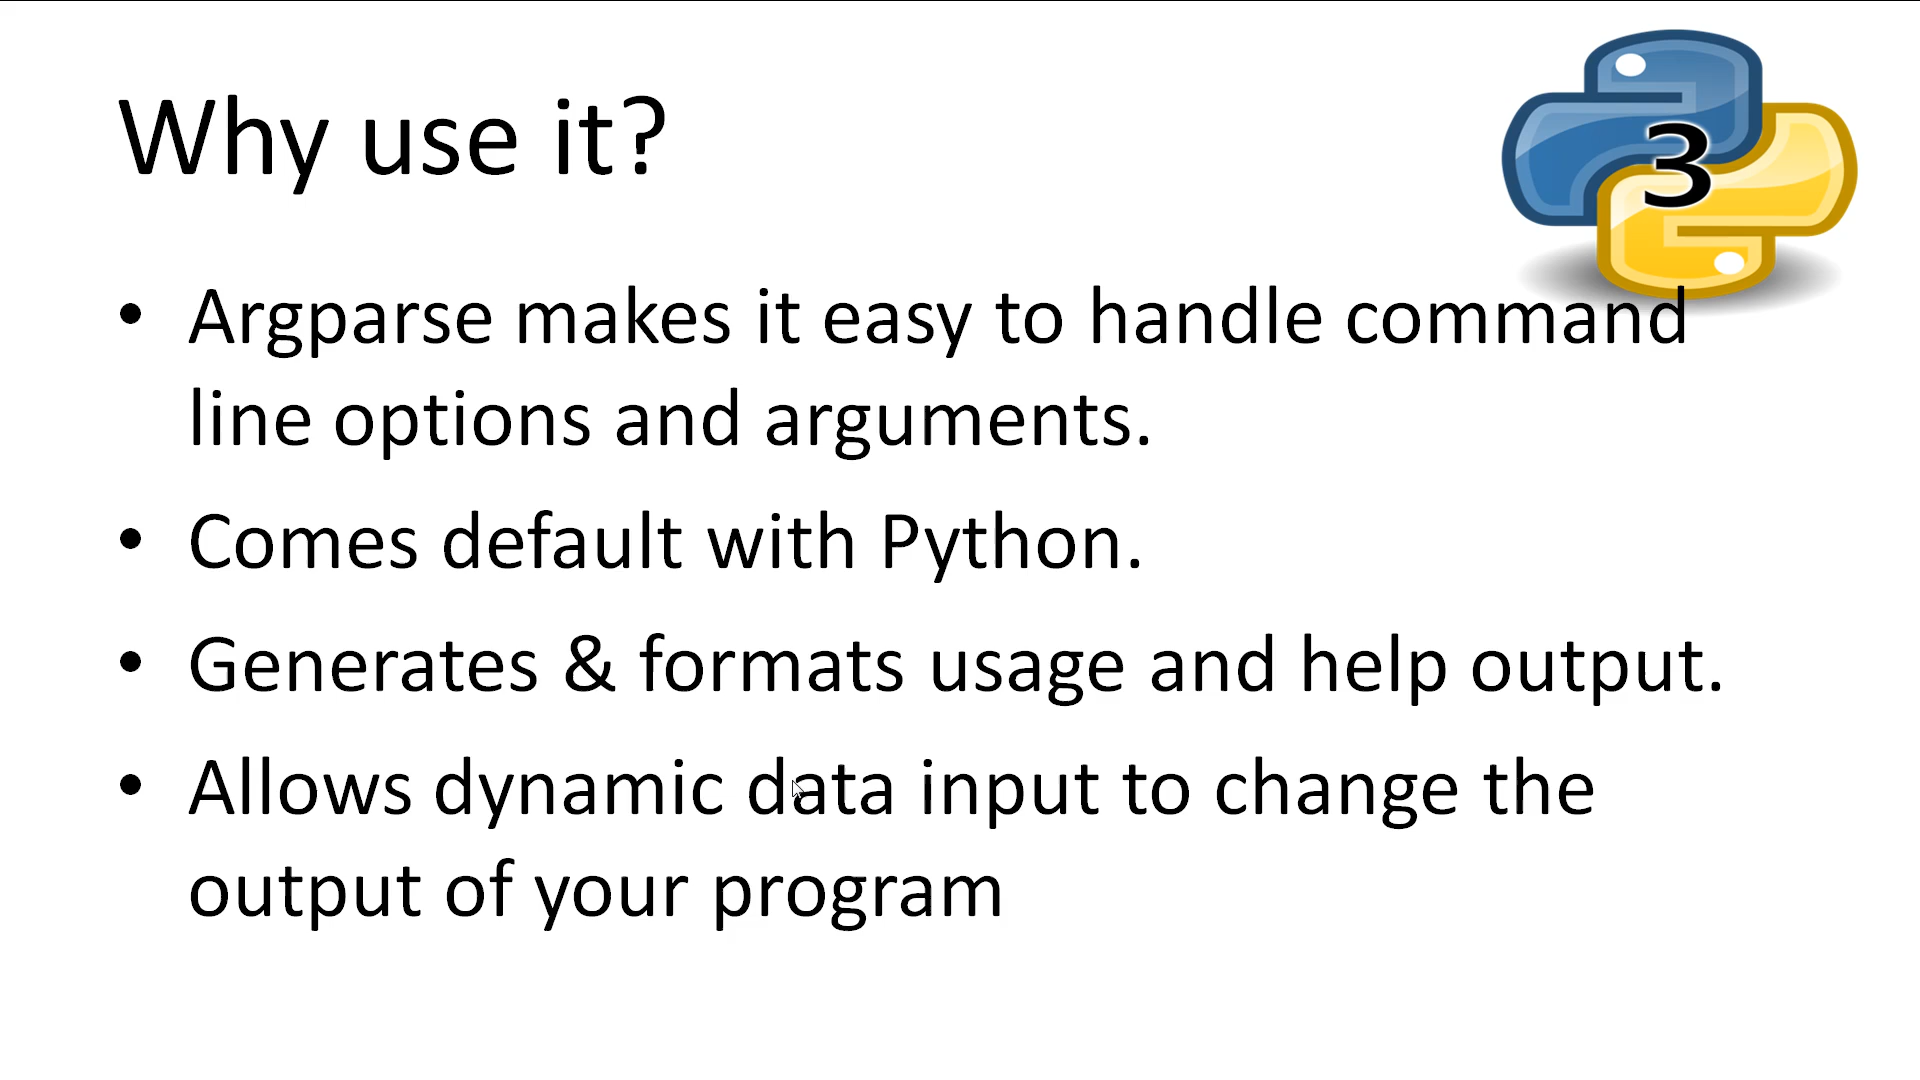 Why use it?
3
• Argparse makes it easy to handle command
line options and arguments.
• Comes default with Python.
• Generates & formats usage and help output.
• Allows dynamic data input to change the
output of your program